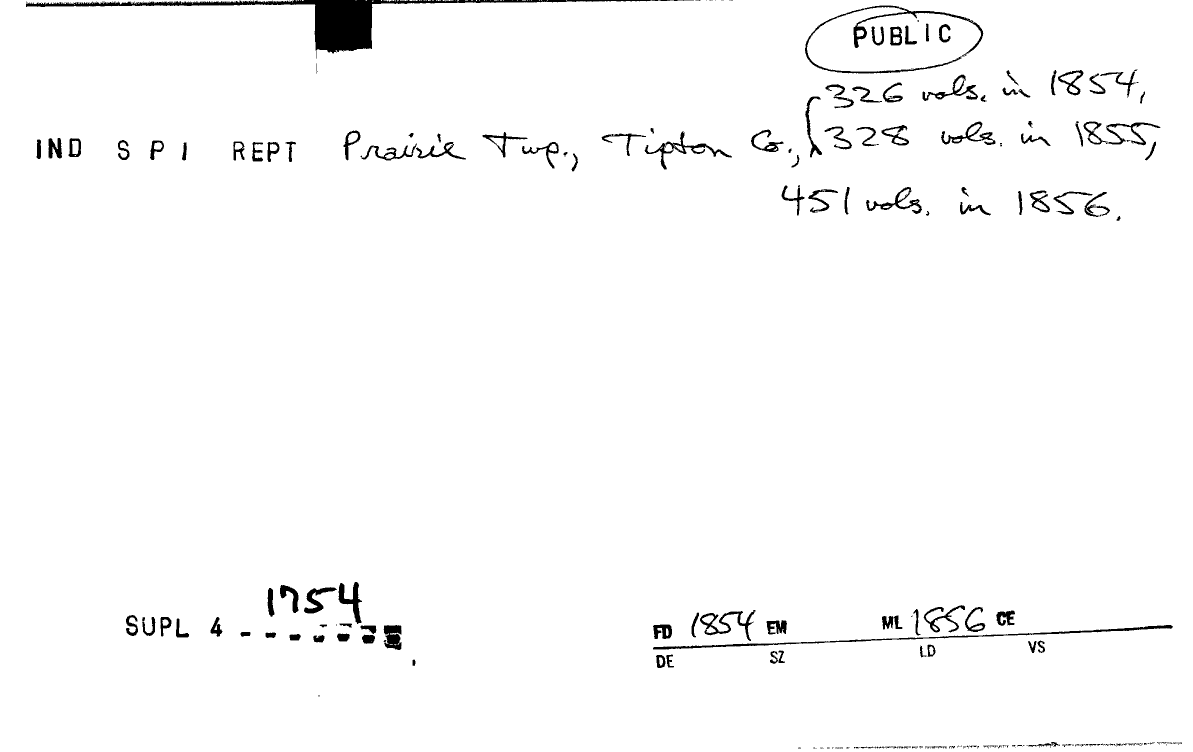 PUBLIC
326 vols. in 1854,
IND S P I REPT Prairie Twp., Tipton Co., 328 vols. in 1855,
451 vols. in 1856.
1754
SUPL 4
FD 1854 EM ML 1856 CE
DE SZ LD VS